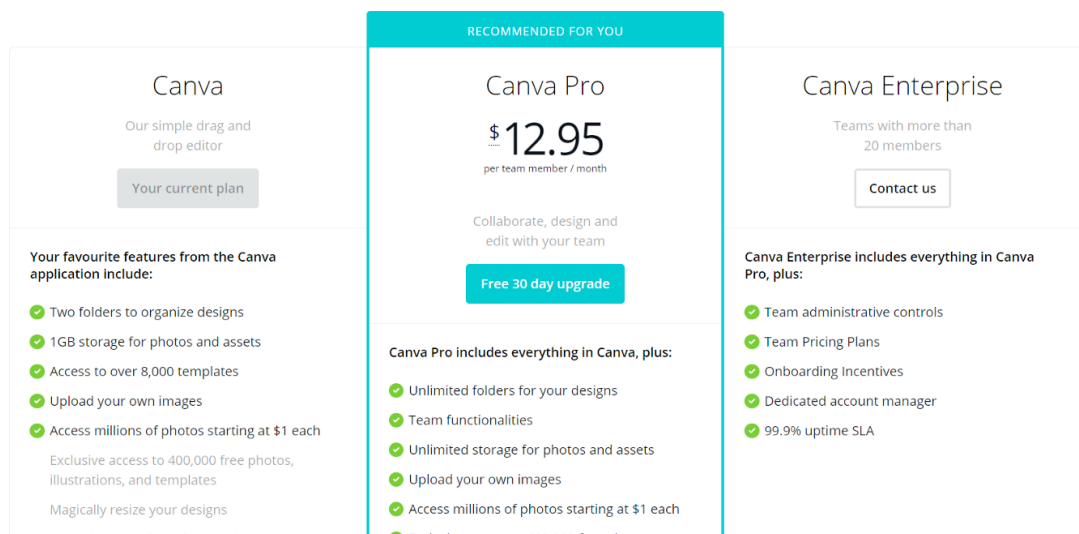 RECOMMENDED FOR YOU
Canva
Our simple drag and
drop editor
Your current plan
Your favourite features from the Canva
application include:
Two folders to organize designs
1GB storage for photos and assets
Access to over 8,000 templates
Upload your own images
Access millions of photos starting at $1 each
Exclusive access to 400,000 free photos,
illustrations, and templates
Magically resize your designs
Canva Pro
$12.95
per team member / month
Collaborate, design and
edit with your team
Free 30 day upgrade
Canva Pro includes everything in Canva, plus:
Unlimited folders for your designs
Team functionalities
Unlimited storage for photos and assets
Upload your own images
Access millions of photos starting at $1 each
Canva Enterprise
Teams with more than
20 members
Contact us
Canva Enterprise includes everything in Canva
Pro, plus:
Team administrative controls
Team Pricing Plans
Onboarding Incentives
Dedicated account manager
99.9% uptime SLA